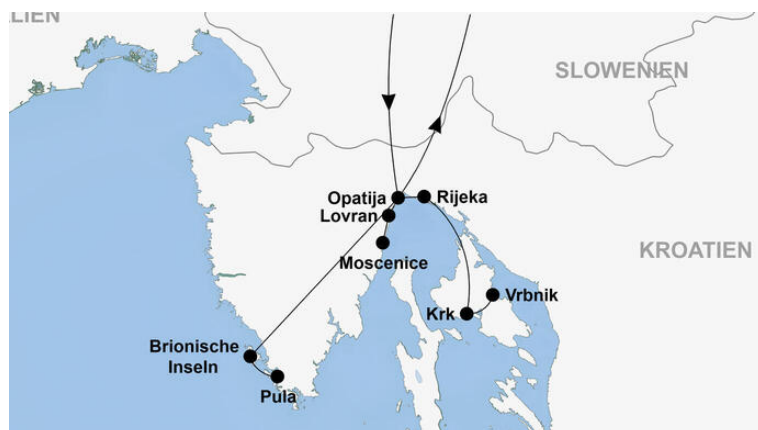 LIEN
SLOWENIEN
Opatija
Rijeka
Lovran
KROATIEN
Moscenice
Vrbnik
Krk
Brionische
Inseln
Pula